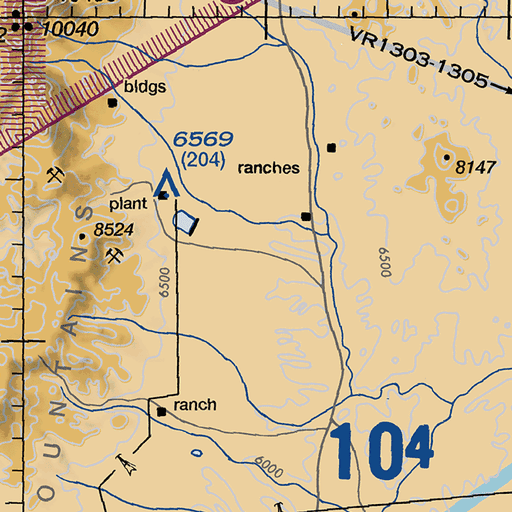 10040
VR1303-1305
bldgs
6569
(204)
ranches
8147
plant
8524
6500
6500
OUNTAINS
ranch
104
6000